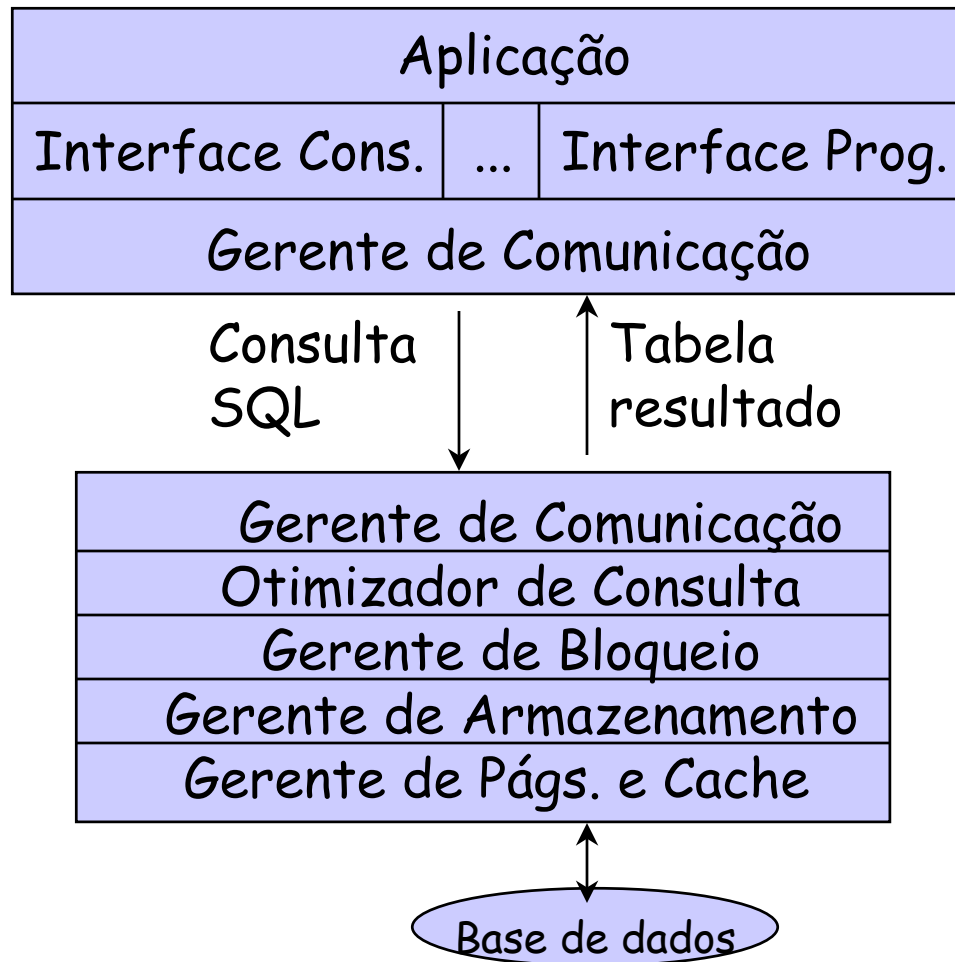 Aplicação
Interface Cons. ... Interface Prog.
Gerente de Comunicação
Consulta
SQL
Tabela
resultado
Gerente de Comunicação
Otimizador de Consulta
Gerente de Bloqueio
Gerente de Armazenamento
Gerente de Págs. e Cache
Base de dados